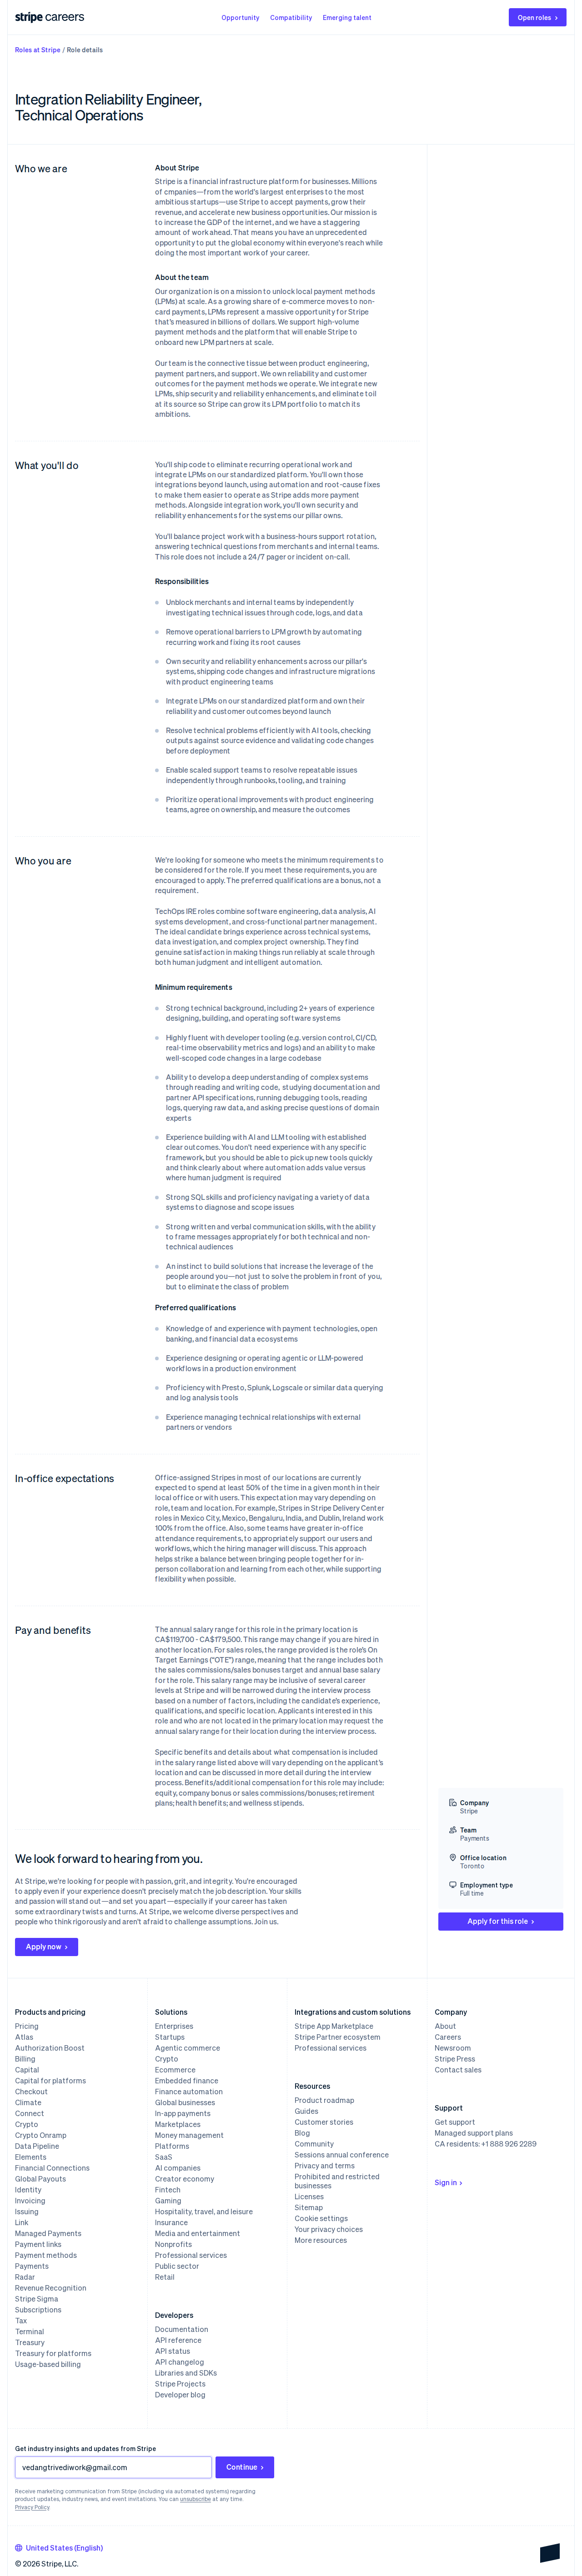 stripe careers
Opportunity
Compatibility
Emerging talent
Open roles
Roles at Stripe / Role details
Integration Reliability Engineer,
Technical Operations
Who we are
About Stripe
Stripe is a financial infrastructure platform for businesses. Millions
of cmpanies—from the world's largest enterprises to the most
ambitious startups—use Stripe to accept payments, grow their
revenue, and accelerate new business opportunities. Our mission is
to increase the GDP of the internet, and we have a staggering
amount of work ahead. That means you have an unprecedented
opportunity to put the global economy within everyone's reach while
doing the most important work of your career.
About the team
Our organization is on a mission to unlock local payment methods
(LPMs) at scale. As a growing share of e-commerce moves to non-
card payments, LPMs represent a massive opportunity for Stripe
that's measured in billions of dollars. We support high-volume
payment methods and the platform that will enable Stripe to
onboard new LPM partners at scale.
Our team is the connective tissue between product engineering,
payment partners, and support. We own reliability and customer
outcomes for the payment methods we operate. We integrate new
LPMs, ship security and reliability enhancements, and eliminate toil
at its source so Stripe can grow its LPM portfolio to match its
ambitions.
What you'll do
You'll ship code to eliminate recurring operational work and
integrate LPMs on our standardized platform. You'll own those
integrations beyond launch, using automation and root-cause fixes
to make them easier to operate as Stripe adds more payment
methods. Alongside integration work, you'll own security and
reliability enhancements for the systems our pillar owns.
You'll balance project work with a business-hours support rotation,
answering technical questions from merchants and internal teams.
This role does not include a 24/7 pager or incident on-call.
Responsibilities
Unblock merchants and internal teams by independently
investigating technical issues through code, logs, and data
Remove operational barriers to LPM growth by automating
recurring work and fixing its root causes
Own security and reliability enhancements across our pillar's
systems, shipping code changes and infrastructure migrations
with product engineering teams
Integrate LPMs on our standardized platform and own their
reliability and customer outcomes beyond launch
Resolve technical problems efficiently with AI tools, checking
outputs against source evidence and validating code changes
before deployment
Enable scaled support teams to resolve repeatable issues
independently through runbooks, tooling, and training
Prioritize operational improvements with product engineering
teams, agree on ownership, and measure the outcomes
Who you are
We're looking for someone who meets the minimum requirements to
be considered for the role. If you meet these requirements, you are
encouraged to apply. The preferred qualifications are a bonus, not a
requirement.
TechOps IRE roles combine software engineering, data analysis, AI
systems development, and cross-functional partner management.
The ideal candidate brings experience across technical systems,
data investigation, and complex project ownership. They find
genuine satisfaction in making things run reliably at scale through
both human judgment and intelligent automation.
Minimum requirements
Strong technical background, including 2+ years of experience
designing, building, and operating software systems
Highly fluent with developer tooling (e.g. version control, CI/CD,
real-time observability metrics and logs) and an ability to make
well-scoped code changes in a large codebase
Ability to develop a deep understanding of complex systems
through reading and writing code, studying documentation and
partner API specifications, running debugging tools, reading
logs, querying raw data, and asking precise questions of domain
experts
Experience building with AI and LLM tooling with established
clear outcomes. You don't need experience with any specific
framework, but you should be able to pick up new tools quickly
and think clearly about where automation adds value versus
where human judgment is required
Strong SQL skills and proficiency navigating a variety of data
systems to diagnose and scope issues
Strong written and verbal communication skills, with the ability
to frame messages appropriately for both technical and non-
technical audiences
An instinct to build solutions that increase the leverage of the
people around you—not just to solve the problem in front of you,
but to eliminate the class of problem
Preferred qualifications
Knowledge of and experience with payment technologies, open
banking, and financial data ecosystems
Experience designing or operating agentic or LLM-powered
workflows in a production environment
Proficiency with Presto, Splunk, Logscale or similar data querying
and log analysis tools
Experience managing technical relationships with external
partners or vendors
In-office expectations
Office-assigned Stripes in most of our locations are currently
expected to spend at least 50% of the time in a given month in their
local office or with users. This expectation may vary depending on
role, team and location. For example, Stripes in Stripe Delivery Center
roles in Mexico City, Mexico, Bengaluru, India, and Dublin, Ireland work
100% from the office. Also, some teams have greater in-office
attendance requirements, to appropriately support our users and
workflows, which the hiring manager will discuss. This approach
helps strike a balance between bringing people together for in-
person collaboration and learning from each other, while supporting
flexibility when possible.
Pay and benefits
The annual salary range for this role in the primary location is
CA$119,700 - CA$179,500. This range may change if you are hired in
another location. For sales roles, the range provided is the role's On
Target Earnings ("OTE") range, meaning that the range includes both
the sales commissions/sales bonuses target and annual base salary
for the role. This salary range may be inclusive of several career
levels at Stripe and will be narrowed during the interview process
based on a number of factors, including the candidate's experience,
qualifications, and specific location. Applicants interested in this
role and who are not located in the primary location may request the
annual salary range for their location during the interview process.
Specific benefits and details about what compensation is included
in the salary range listed above will vary depending on the applicant's
location and can be discussed in more detail during the interview
process. Benefits/additional compensation for this role may include:
equity, company bonus or sales commissions/bonuses; retirement
plans; health benefits; and wellness stipends.
Company
Stripe
Team
Payments
Office location
Toronto
Employment type
Full time
Apply for this role
We look forward to hearing from you.
At Stripe, we're looking for people with passion, grit, and integrity. You're encouraged
to apply even if your experience doesn't precisely match the job description. Your skills
and passion will stand out—and set you apart—especially if your career has taken
some extraordinary twists and turns. At Stripe, we welcome diverse perspectives and
people who think rigorously and aren't afraid to challenge assumptions. Join us.
Apply now
Products and pricing
Pricing
Atlas
Authorization Boost
Billing
Capital
Capital for platforms
Checkout
Climate
Connect
Crypto
Crypto Onramp
Data Pipeline
Elements
Financial Connections
Global Payouts
Identity
Invoicing
Issuing
Link
Managed Payments
Payment links
Payment methods
Payments
Radar
Revenue Recognition
Stripe Sigma
Subscriptions
Tax
Terminal
Treasury
Treasury for platforms
Usage-based billing
Solutions
Enterprises
Startups
Agentic commerce
Crypto
Ecommerce
Embedded finance
Finance automation
Global businesses
In-app payments
Marketplaces
Money management
Platforms
SaaS
AI companies
Creator economy
Fintech
Gaming
Hospitality, travel, and leisure
Insurance
Media and entertainment
Nonprofits
Professional services
Public sector
Retail
Developers
Documentation
API reference
API status
API changelog
Libraries and SDKs
Stripe Projects
Developer blog
Integrations and custom solutions
Stripe App Marketplace
Stripe Partner ecosystem
Professional services
Resources
Product roadmap
Guides
Customer stories
Blog
Community
Sessions annual conference
Privacy and terms
Prohibited and restricted
businesses
Licenses
Sitemap
Cookie settings
Your privacy choices
More resources
Company
About
Careers
Newsroom
Stripe Press
Contact sales
Support
Get support
Managed support plans
CA residents: +1 888 926 2289
Sign in
Get industry insights and updates from Stripe
vedangtrivediwork@gmail.com
Continue
Receive marketing communication from Stripe (including via automated systems) regarding
product updates, industry news, and event invitations. You can unsubscribe at any time.
Privacy Policy
United States (English)
© 2026 Stripe, LLC.